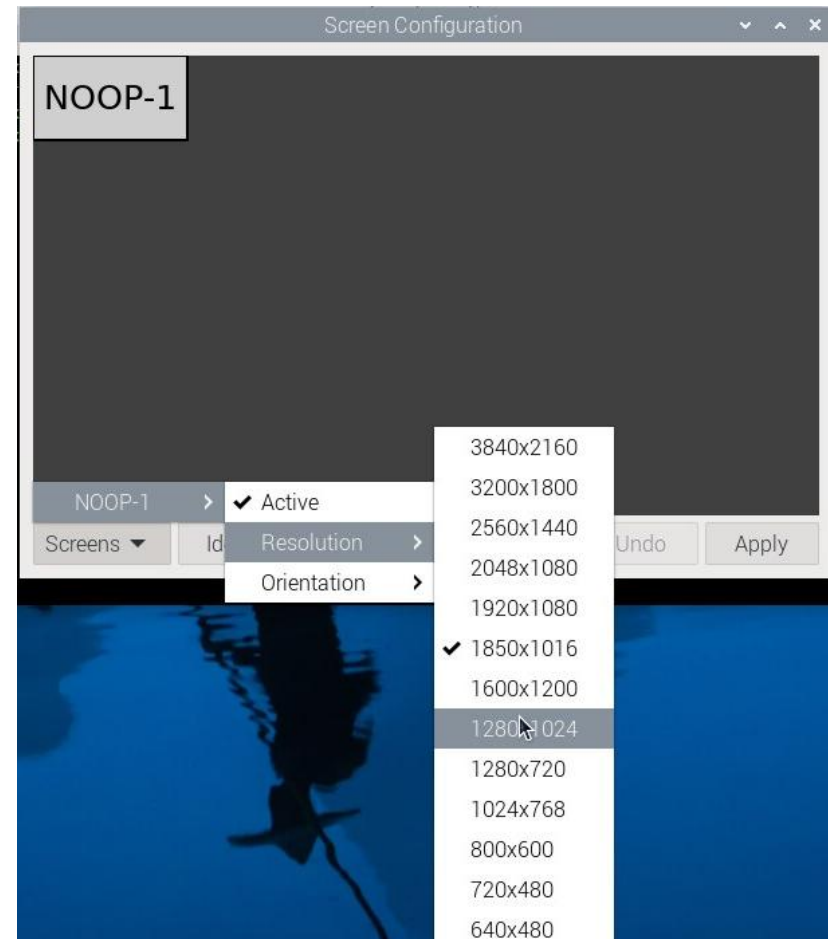 Screen Configuration
NOOP-1
NOOP-1
Active
Resolution
Orientation
3840x2160
3200x1800
2560x1440
2048x1080
1920x1080
1850x1016
1600x1200
1280x1024
1280x720
1024x768
800x600
720x480
640x480
Screens
Id
Undo
Apply